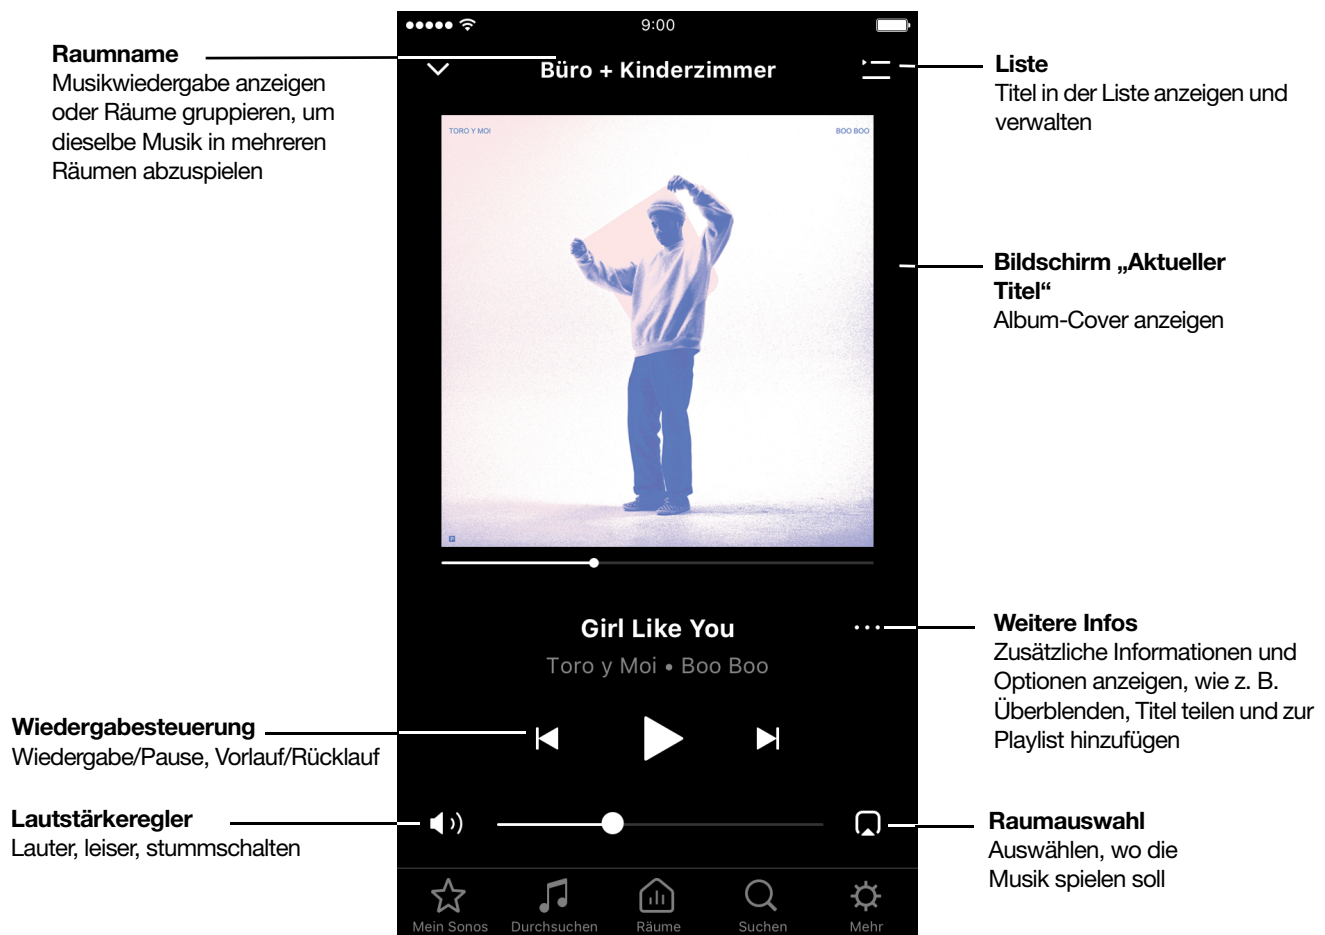 9:00
Raumname
Musikwiedergabe anzeigen
oder Räume gruppieren, um
dieselbe Musik in mehreren
Räumen abzuspielen
Büro + Kinderzimmer
Liste
Titel in der Liste anzeigen und
verwalten
TORO Y MOI
BOO BOO
Bildschirm „Aktueller
Titel“
Album-Cover anzeigen
Girl Like You
Toro y Moi • Boo Boo
Weitere Infos
Zusätzliche Informationen und
Optionen anzeigen, wie z. B.
Überblenden, Titel teilen und zur
Playlist hinzufügen
Wiedergabesteuerung
Wiedergabe/Pause, Vorlauf/Rücklauf
Lautstärkeregler
Lauter, leiser, stummschalten
Raumauswahl
Auswählen, wo die
Musik spielen soll
Mein Sonos
Durchsuchen
Räume
Suchen
Mehr